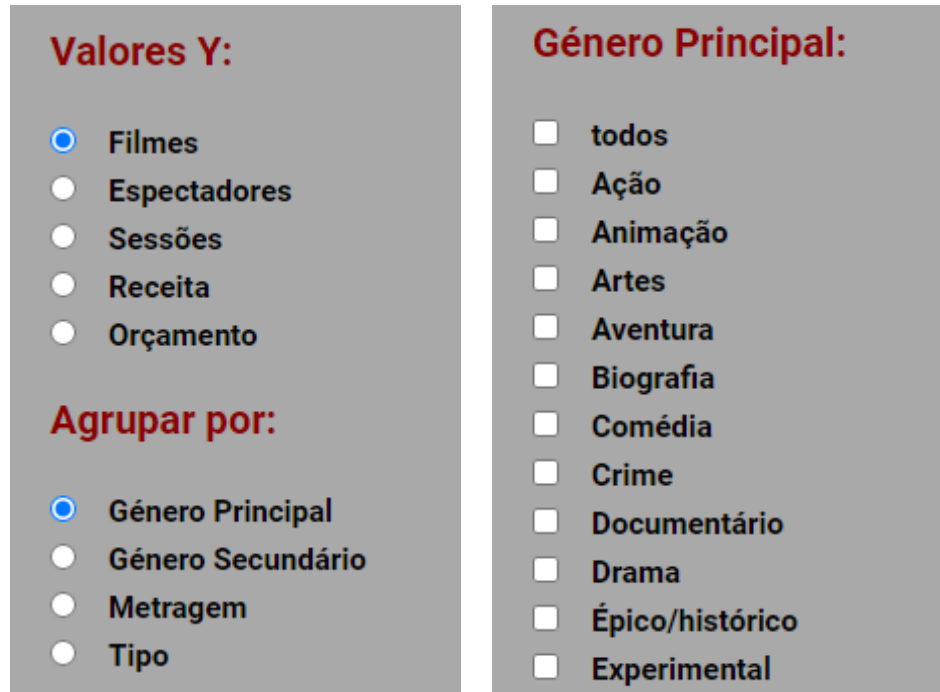 Valores Y:
Filmes
Espectadores
Sessões
Receita
Orçamento
Agrupar por:
Género Principal
Género Secundário
Metragem
Tipo
Género Principal:
todos
Ação
Animação
Artes
Aventura
Biografia
Comédia
Crime
Documentário
Drama
Épico/histórico
Experimental